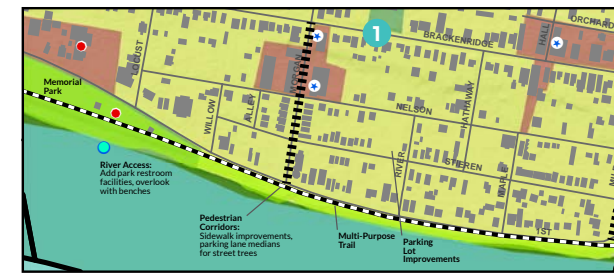 ORCHARD
1
BRACKENRIDGE
HALL
LOCUST
MORGAN
Memorial
Park
WILLOW
ALLEY
NELSON
HATHAWAY
STIEREN
RIVER
MAPLE
1ST
River Access:
Add park restroom
facilities, overlook
with benches
Pedestrian
Corridors:
Sidewalk improvements,
parking lane medians
for street trees
Multi-Purpose
Trail
Parking
Lot
Improvements